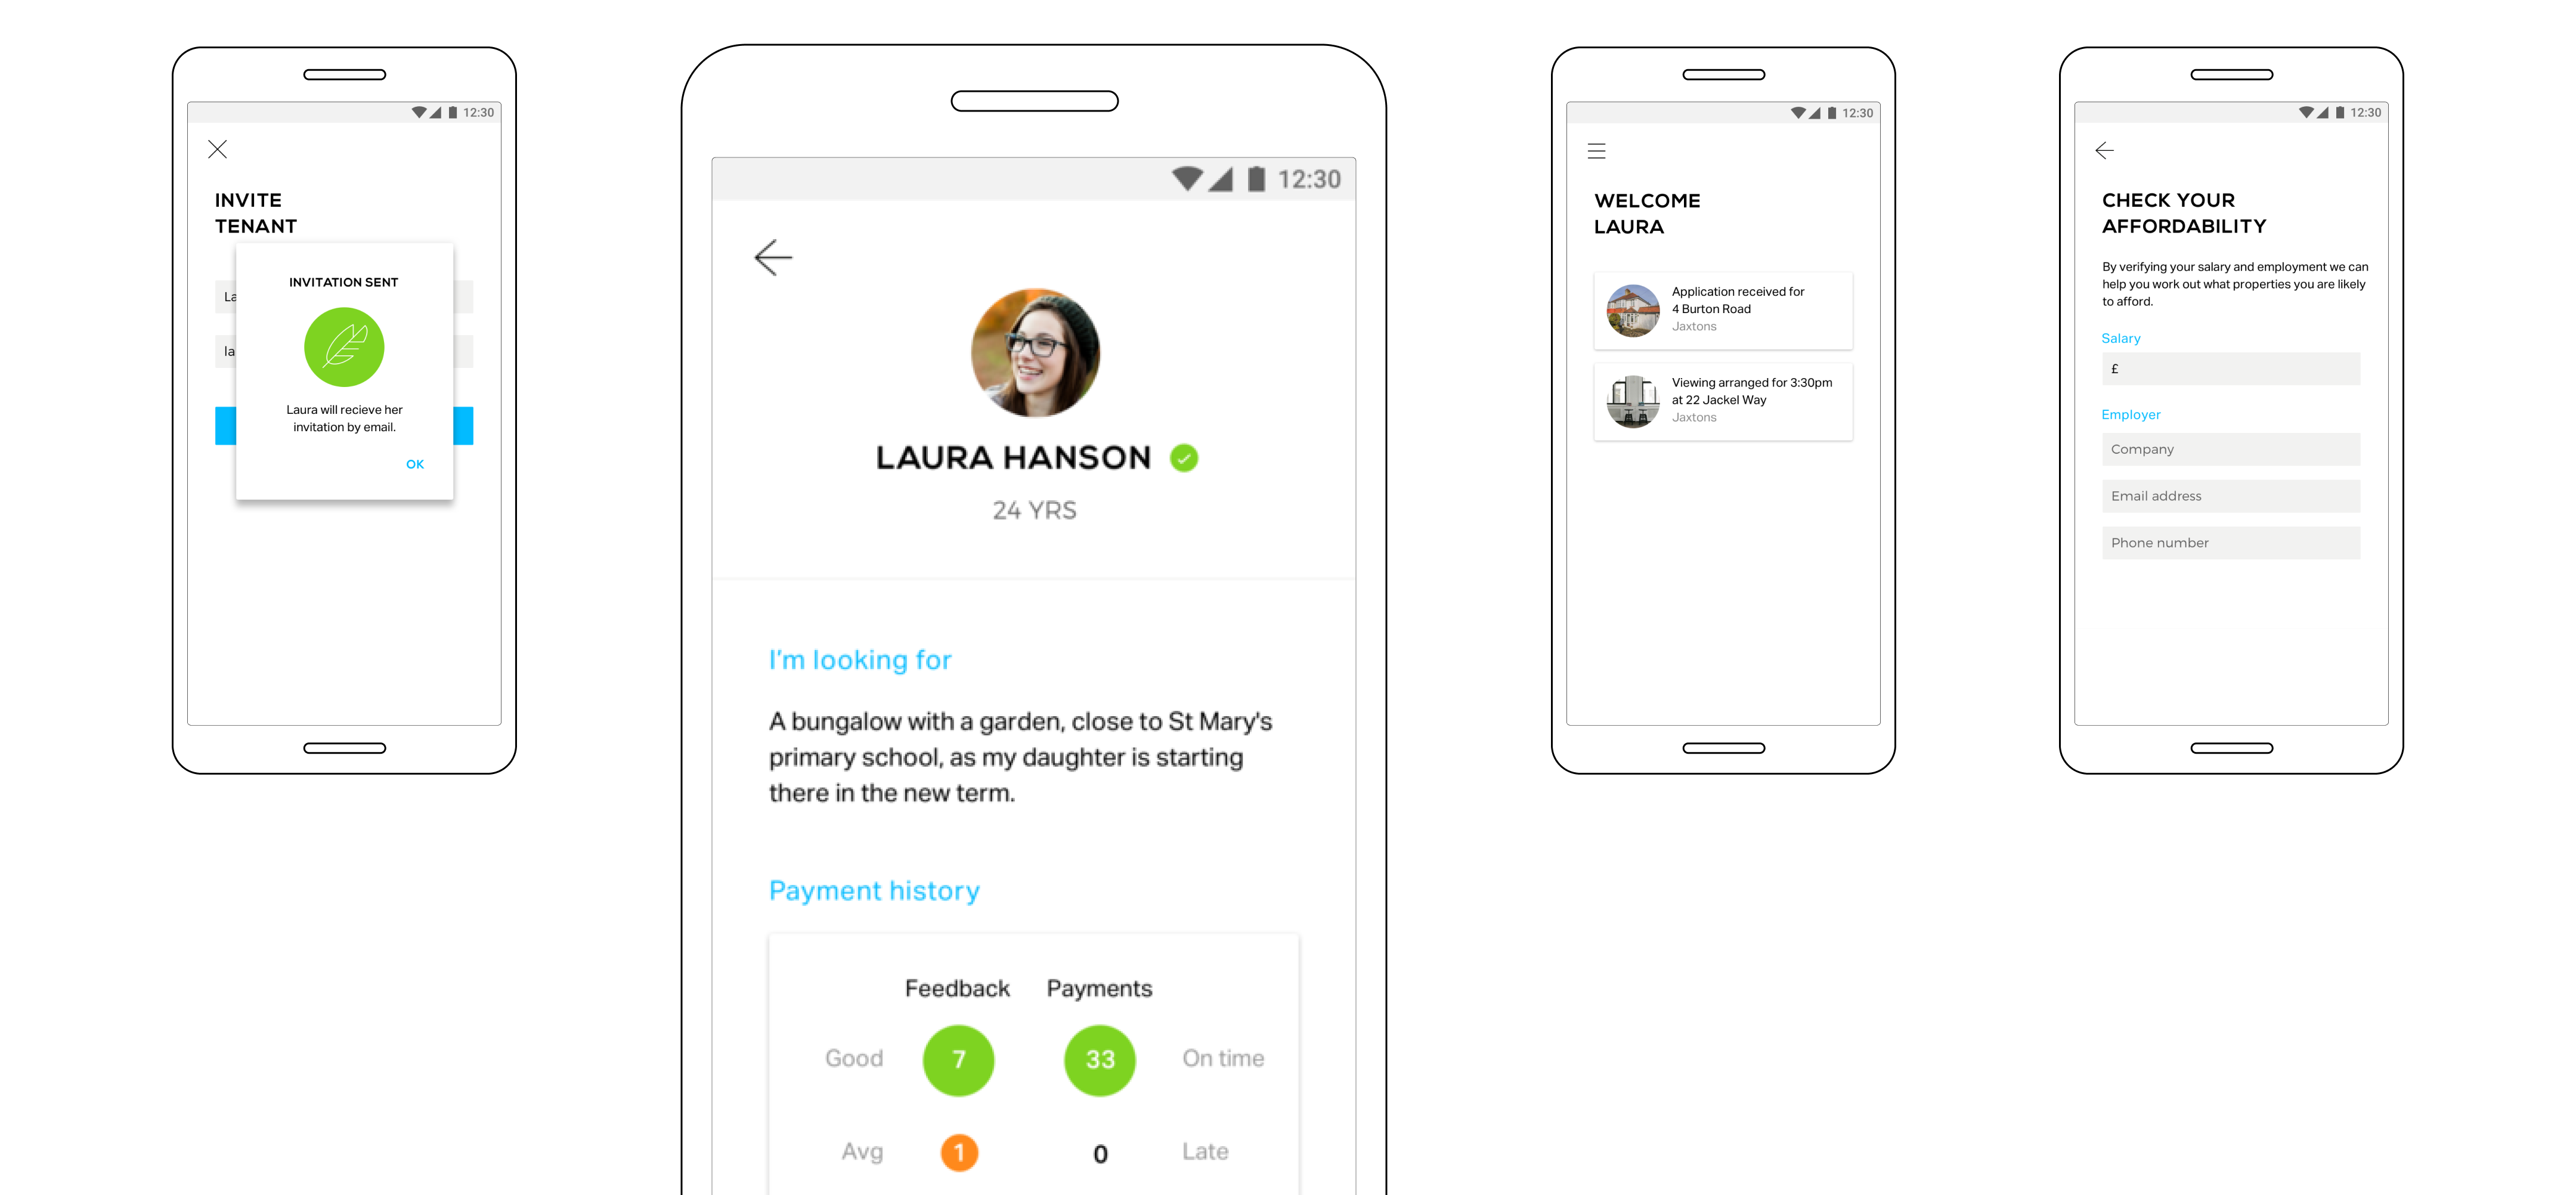 12:30
INVITE
TENANT
La
la
INVITATION SENT
Laura will recieve her
invitation by email.
OK
12:30
LAURA HANSON
24 YRS
I'm looking for
A bungalow with a garden, close to St Mary's
primary school, as my daughter is starting
there in the new term.
Payment history
Feedback Payments
Good 7 33 On time
Avg 1 0 Late
12:30
WELCOME
LAURA
Application received for
4 Burton Road
Jaxtons
Viewing arranged for 3:30pm
at 22 Jackel Way
Jaxtons
12:30
CHECK YOUR
AFFORDABILITY
By verifying your salary and employment we can
help you work out what properties you are likely
to afford.
Salary
£
Employer
Company
Email address
Phone number